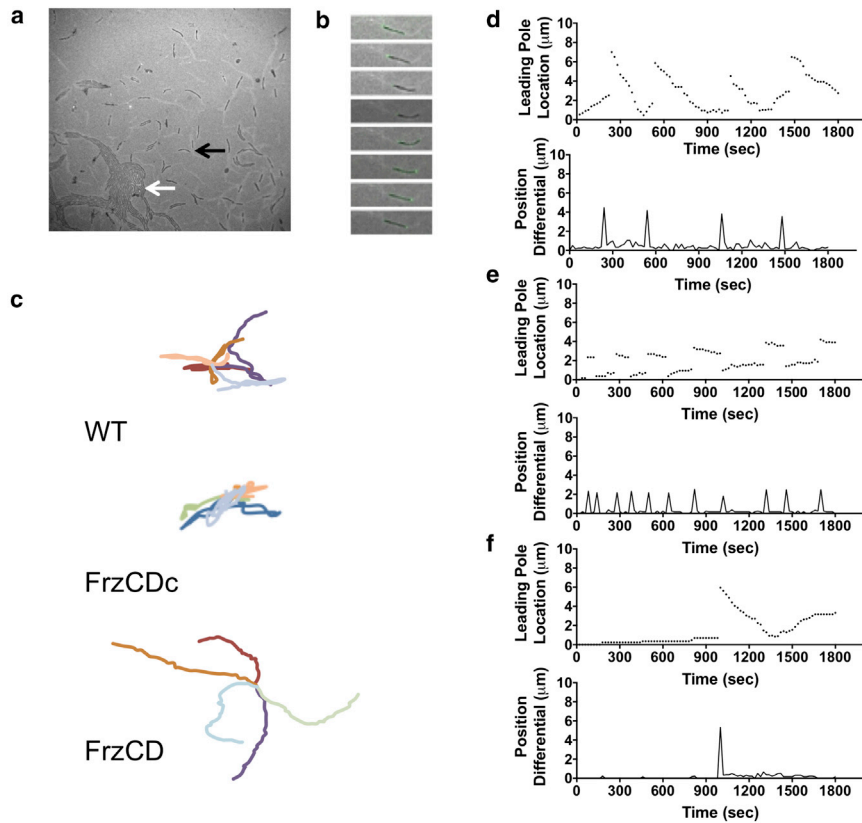 a
b
c
WT
FrzCDc
FrzCD
d
Leading Pole
Location (μm)
10
8
6
4
2
0
0 300 600 900 1200 1500 1800
Time (sec)
Position
Differential (μm)
10
8
6
4
2
0
0 300 600 900 1200 1500 1800
Time (sec)
e
Leading Pole
Location (μm)
10
8
6
4
2
0
0 300 600 900 1200 1500 1800
Time (sec)
Position
Differential (μm)
10
8
6
4
2
0
0 300 600 900 1200 1500 1800
Time (sec)
f
Leading Pole
Location (μm)
10
8
6
4
2
0
0 300 600 900 1200 1500 1800
Time (sec)
Position
Differential (μm)
10
8
6
4
2
0
0 300 600 900 1200 1500 1800
Time (sec)